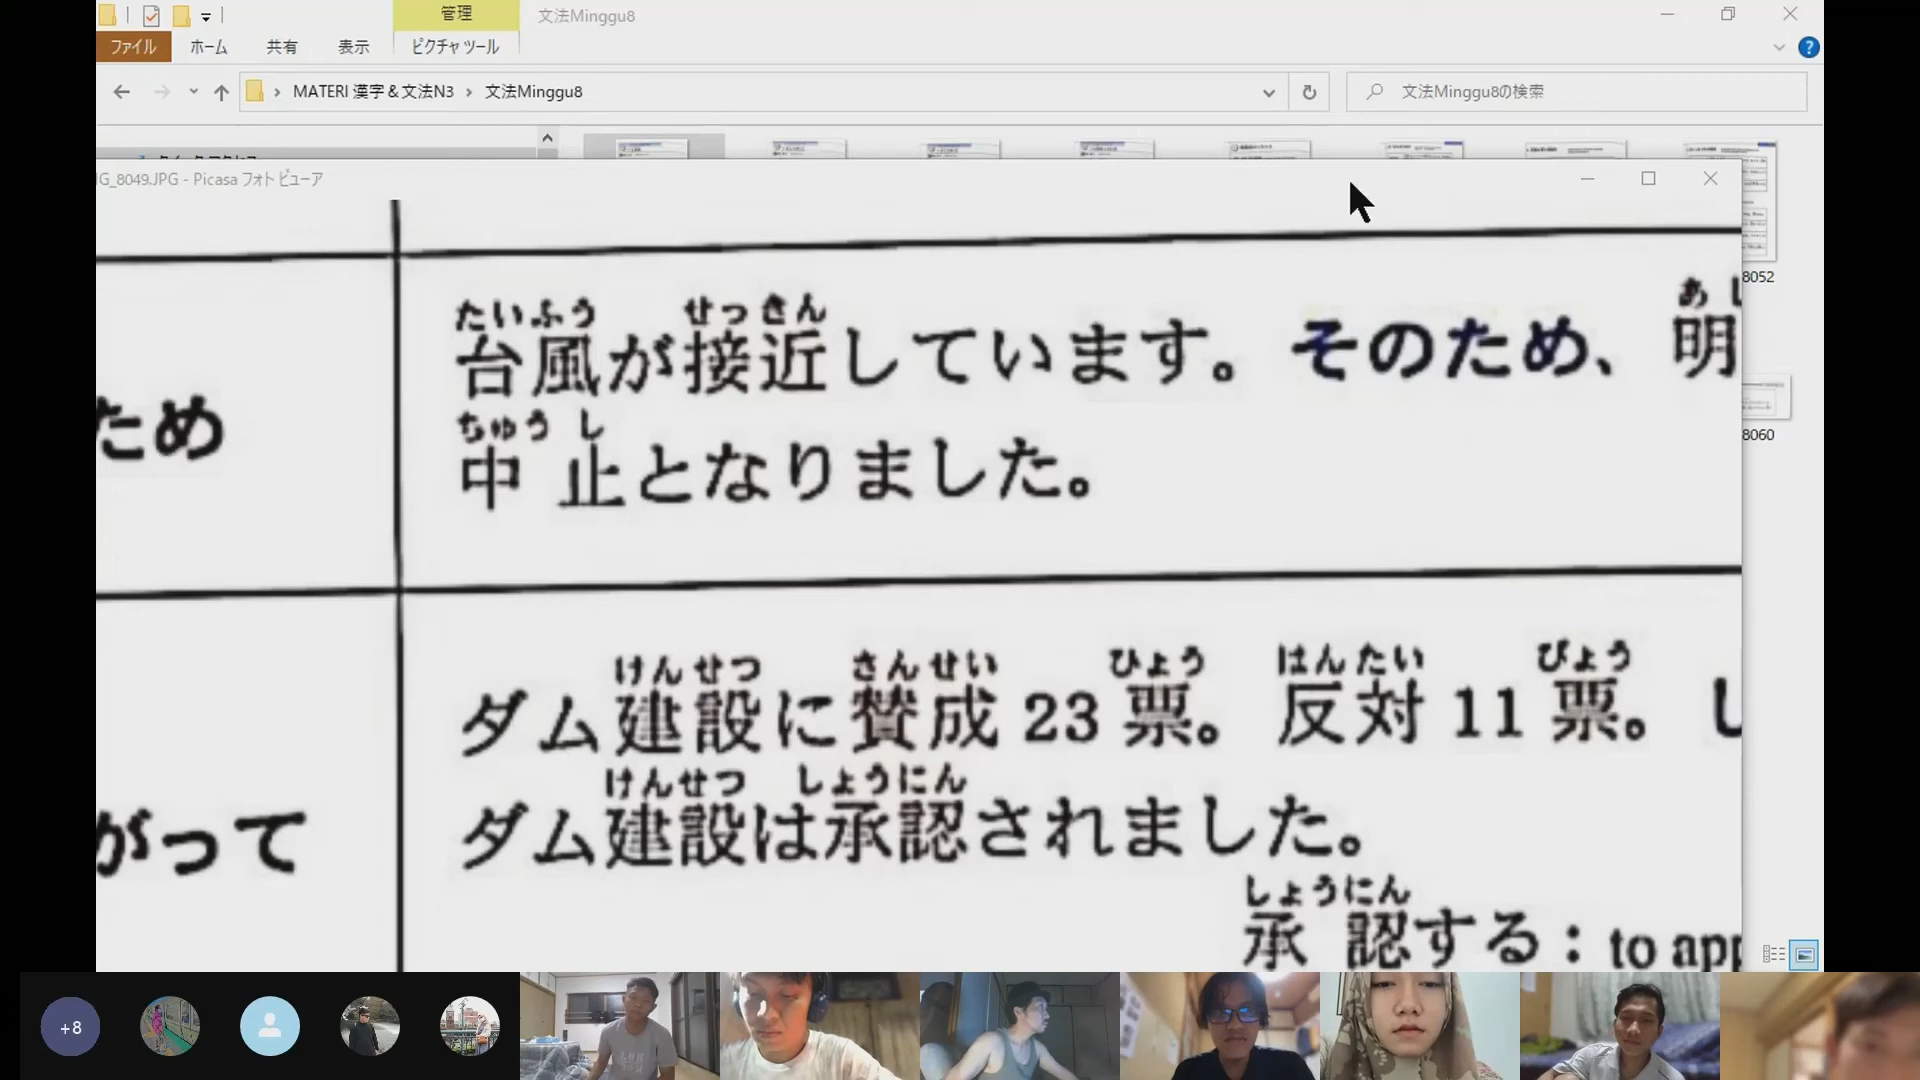 管理
文法Minggu8
ファイル
ホーム
共有
表示
ピクチャ ツール
MATERI 漢字 & 文法N3 › 文法Minggu8
文法Minggu8の検索
G_8049.JPG - Picasa フォト ビューア
8052
8060
たいふう せっきん あし
台風が接近しています。そのため、明
ちゅう し
中止となりました。
ため
けんせつ さんせい ひょう はんたい ぴょう
ダム建設に賛成 23 票。反対 11 票。し
けんせつ しょうにん
ダム建設は承認されました。
がって
しょうにん
承認する：to app
+8